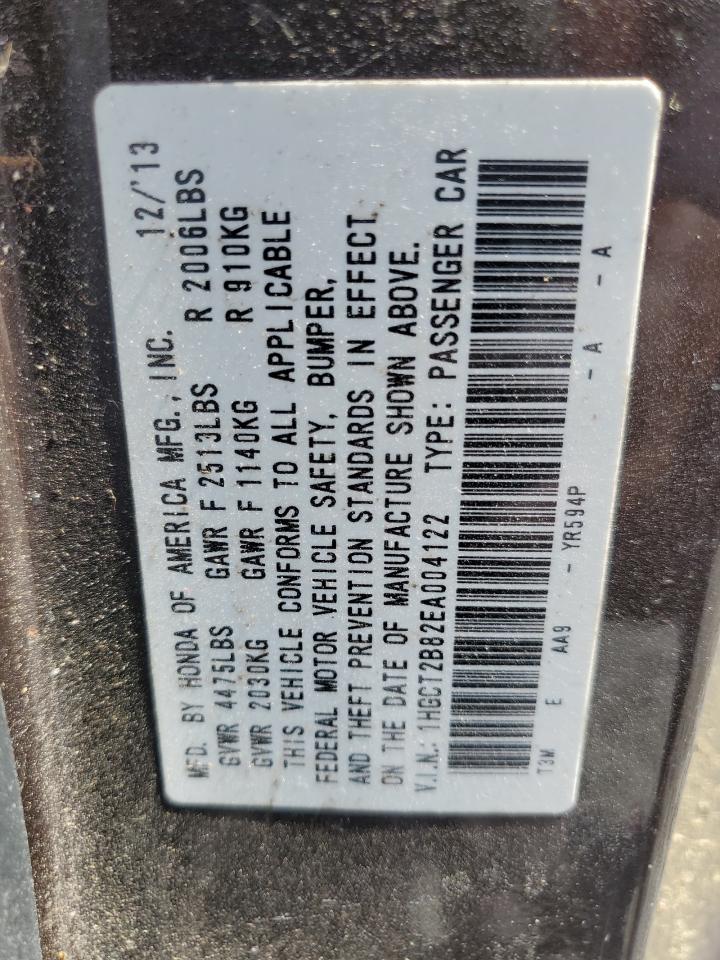 MFD. BY HONDA OF AMERICA MFG., INC. 12/'13
GVWR 4475LBS GAWR F 2513LBS R 2006LBS
GVWR 2030KG GAWR F 1140KG R 910KG
THIS VEHICLE CONFORMS TO ALL APPLICABLE
FEDERAL MOTOR VEHICLE SAFETY, BUMPER,
AND THEFT PREVENTION STANDARDS IN EFFECT
ON THE DATE OF MANUFACTURE SHOWN ABOVE.
V.I.N.: 1HGCT2B82EA004122 TYPE: PASSENGER CAR
T3M E AA9 - YR594P - A - A